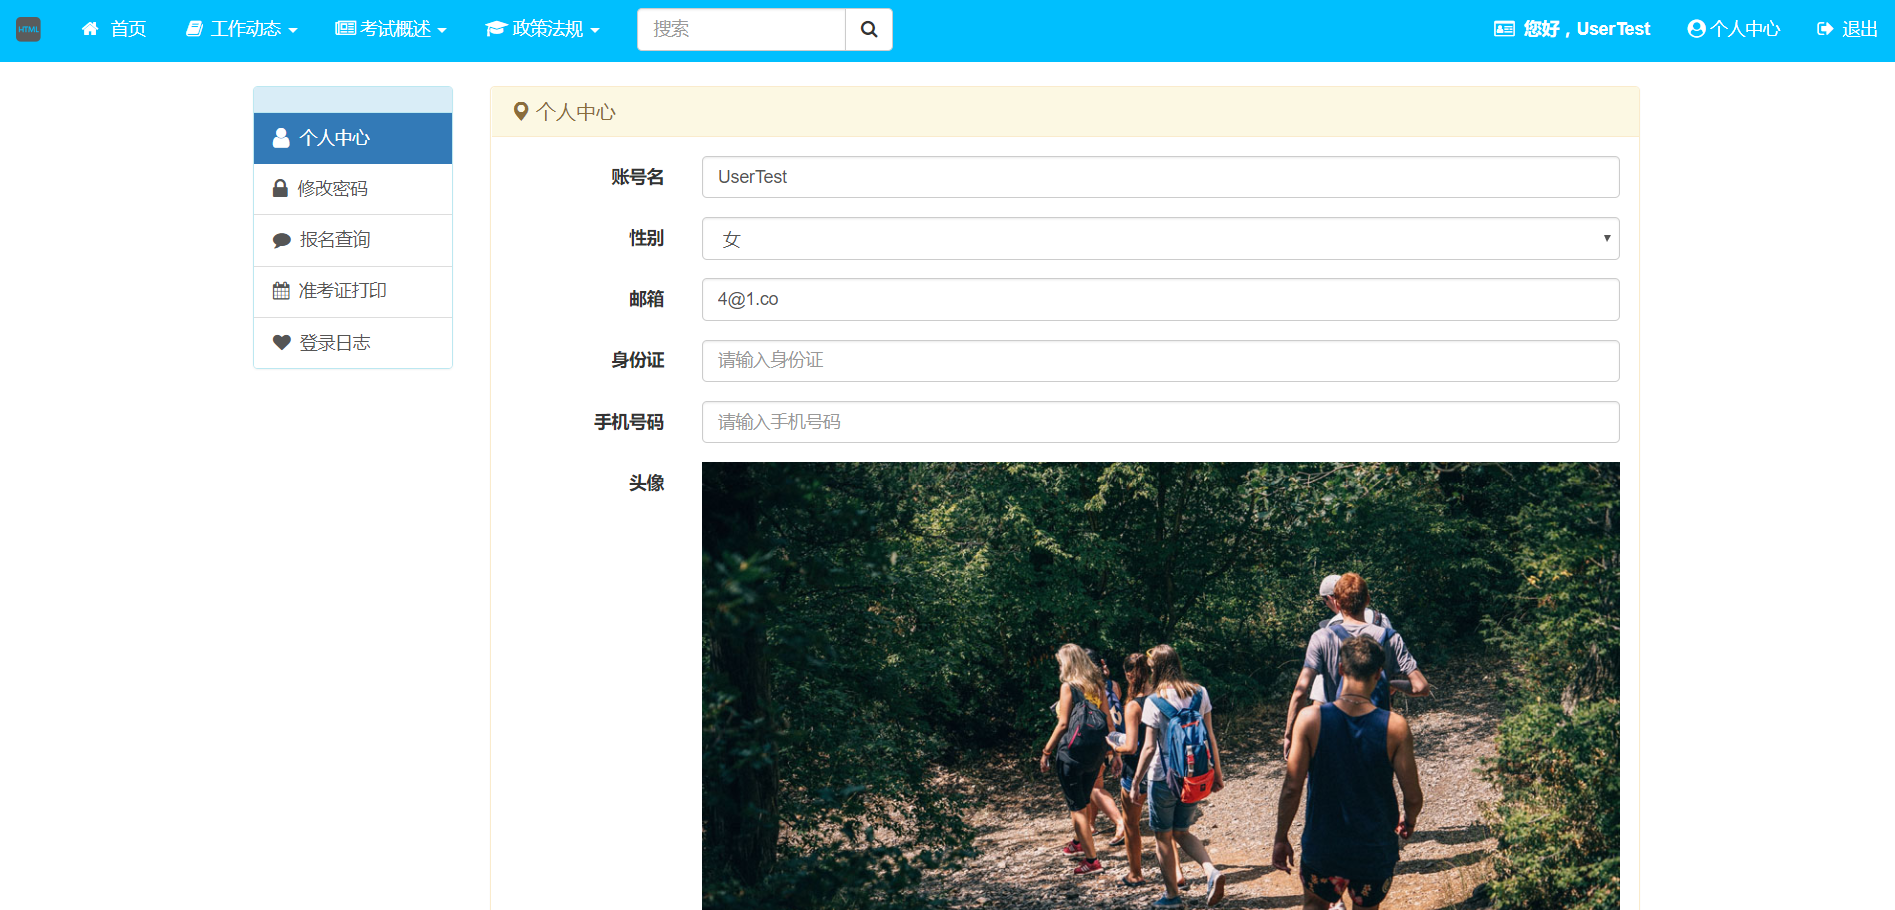 HTML 首页 工作动态 考试概述 政策法规 搜索 您好，UserTest 个人中心 退出
个人中心
修改密码
报名查询
准考证打印
登录日志
个人中心
账号名 UserTest
性别 女
邮箱 4@1.co
身份证 请输入身份证
手机号码 请输入手机号码
头像